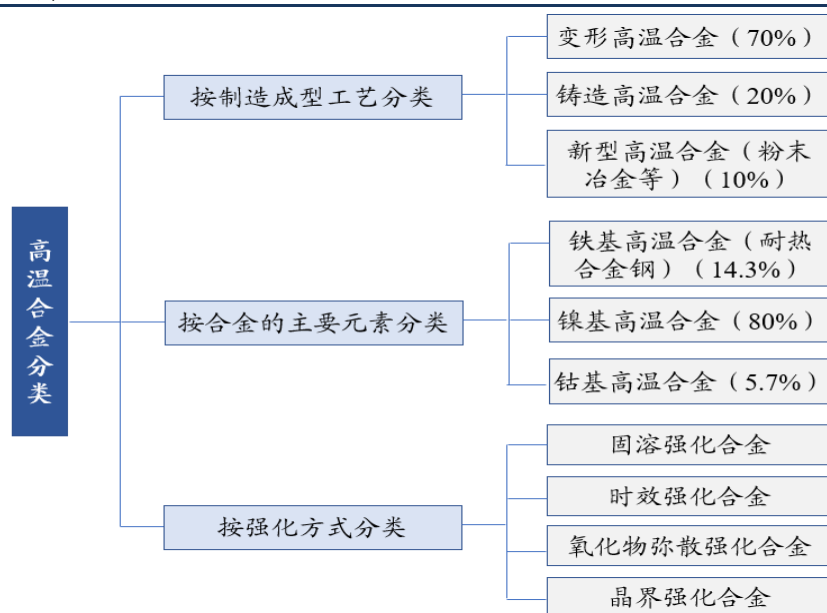 高温合金分类
按制造成型工艺分类
变形高温合金（70%）
铸造高温合金（20%）
新型高温合金（粉末
冶金等）（10%）
按合金的主要元素分类
铁基高温合金（耐热
合金钢）（14.3%）
镍基高温合金（80%）
钴基高温合金（5.7%）
按强化方式分类
固溶强化合金
时效强化合金
氧化物弥散强化合金
晶界强化合金